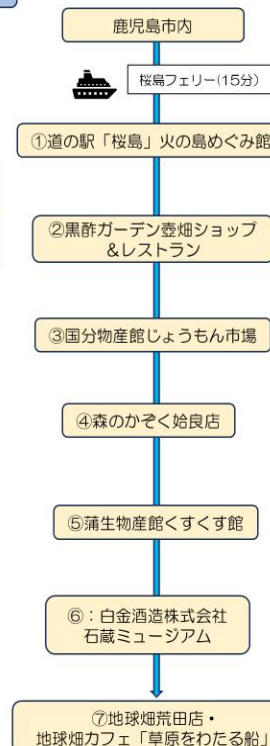 鹿児島市内
桜島フェリー(15分)
①道の駅「桜島」火の島めぐみ館
②黒酢ガーデン壺畑ショップ
&レストラン
③国分物産館じょうもん市場
④森のかぞく姶良店
⑤蒲生物産館くすくす館
⑥：白金酒造株式会社
石蔵ミュージアム
⑦地球畑荒田店・
地球畑カフェ「草原をわたる船」